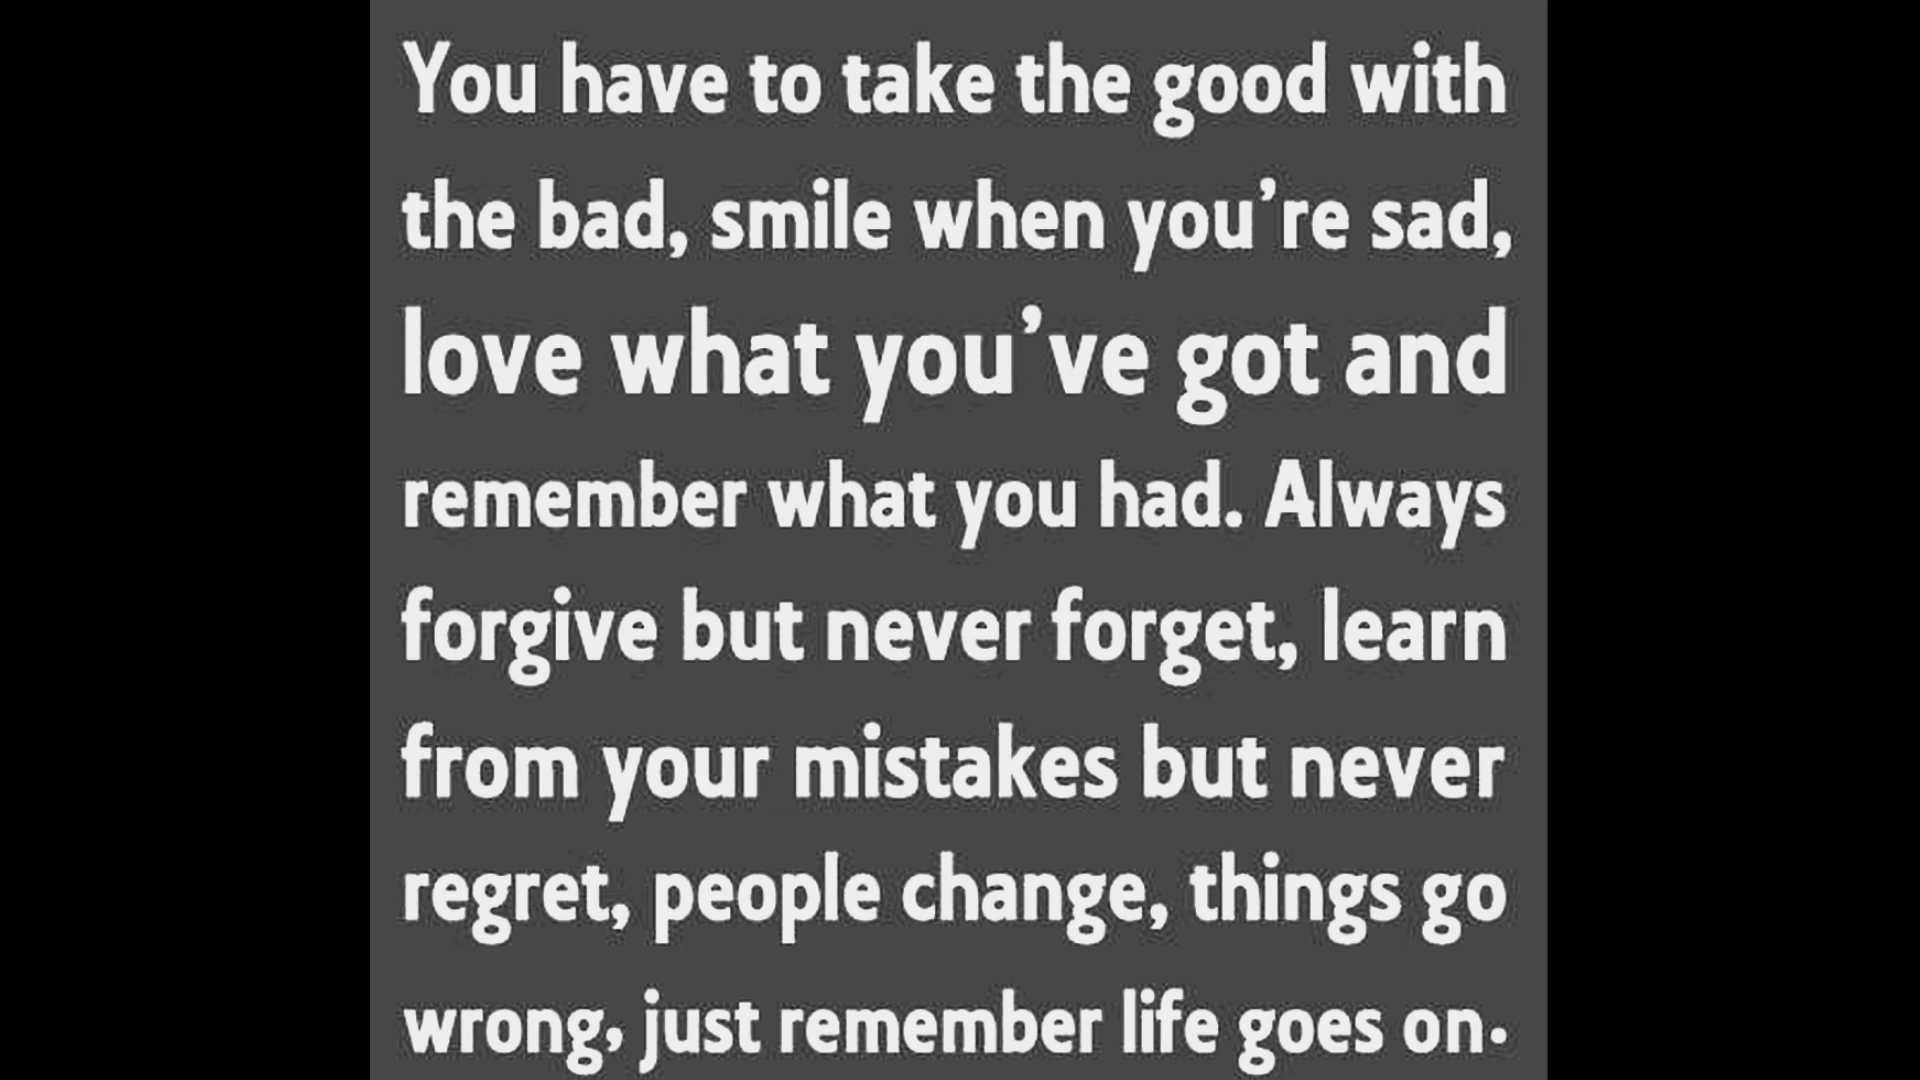 You have to take the good with
the bad, smile when you’re sad,
love what you’ve got and
remember what you had. Always
forgive but never forget, learn
from your mistakes but never
regret, people change, things go
wrong, just remember life goes on.